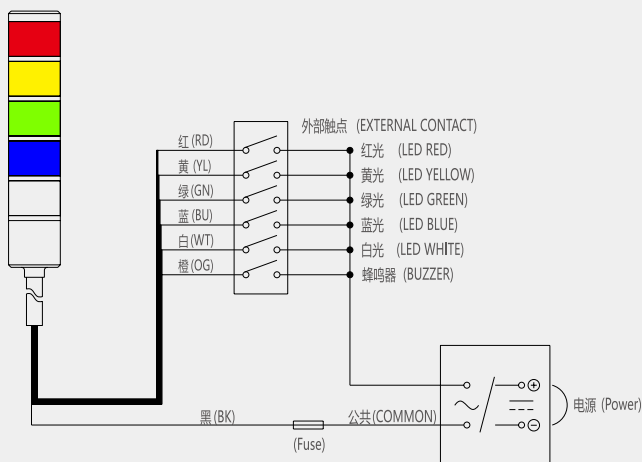 外部触点 (EXTERNAL CONTACT)
红 (RD)
红光 (LED RED)
黄 (YL)
黄光 (LED YELLOW)
绿 (GN)
绿光 (LED GREEN)
蓝 (BU)
蓝光 (LED BLUE)
白 (WT)
白光 (LED WHITE)
橙 (OG)
蜂鸣器 (BUZZER)
电源 (Power)
黑 (BK)
公共 (COMMON)
(Fuse)